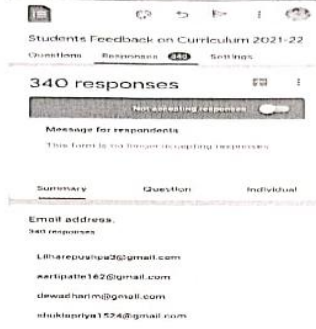 Students Feedback on Curriculum 2021-22
Questions Responses 340 Settings
340 responses
Not accepting responses
Message for respondents
This form is no longer accepting responses
Summary Question Individual
Email address.
340 responses
Lilharepushpa3@gmail.com
aartipatle162@gmail.com
dewadharim@gmail.com
shuklapriya1524@gmail.com